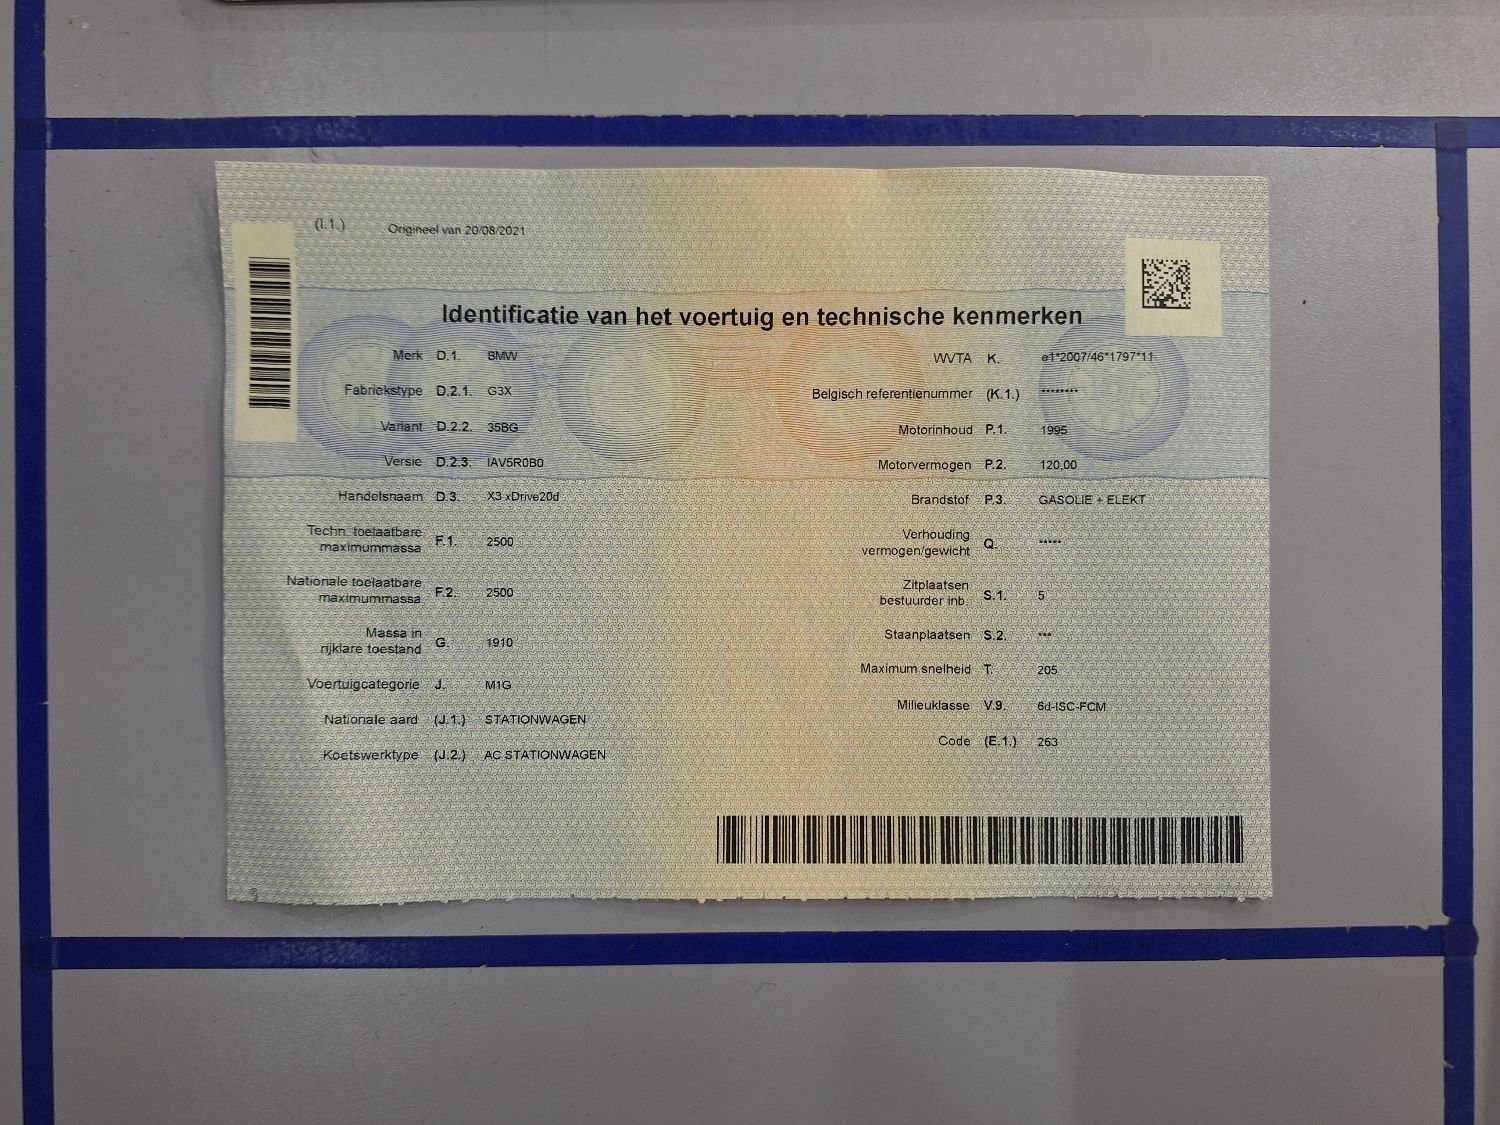 (I.1.) Origineel van 20/08/2021
Identificatie van het voertuig en technische kenmerken
Merk D.1. BMW
Fabriekstype D.2.1. G3X
Variant D.2.2. 35BG
Versie D.2.3. IAV5R0B0
Handelsnaam D.3. X3 xDrive20d
Techn. toelaatbare
maximummassa F.1. 2500
Nationale toelaatbare
maximummassa F.2. 2500
Massa in
rijklare toestand G. 1910
Voertuigcategorie J. M1G
Nationale aard (J.1.) STATIONWAGEN
Koetswerktype (J.2.) AC STATIONWAGEN
WVTA K. e1*2007/46*1797*11
Belgisch referentienummer (K.1.) ********
Motorinhoud P.1. 1995
Motorvermogen P.2. 120,00
Brandstof P.3. GASOLIE + ELEKT
Verhouding
vermogen/gewicht Q. *****
Zitplaatsen
bestuurder inb. S.1. 5
Staanplaatsen S.2. ***
Maximum snelheid T. 205
Milieuklasse V.9. 6d-ISC-FCM
Code (E.1.) 263